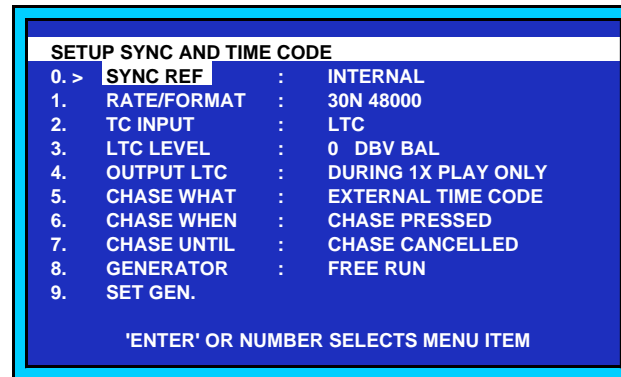 SETUP SYNC AND TIME CODE
0. > SYNC REF : INTERNAL
1. RATE/FORMAT : 30N 48000
2. TC INPUT : LTC
3. LTC LEVEL : 0 DBV BAL
4. OUTPUT LTC : DURING 1X PLAY ONLY
5. CHASE WHAT : EXTERNAL TIME CODE
6. CHASE WHEN : CHASE PRESSED
7. CHASE UNTIL : CHASE CANCELLED
8. GENERATOR : FREE RUN
9. SET GEN.
'ENTER' OR NUMBER SELECTS MENU ITEM